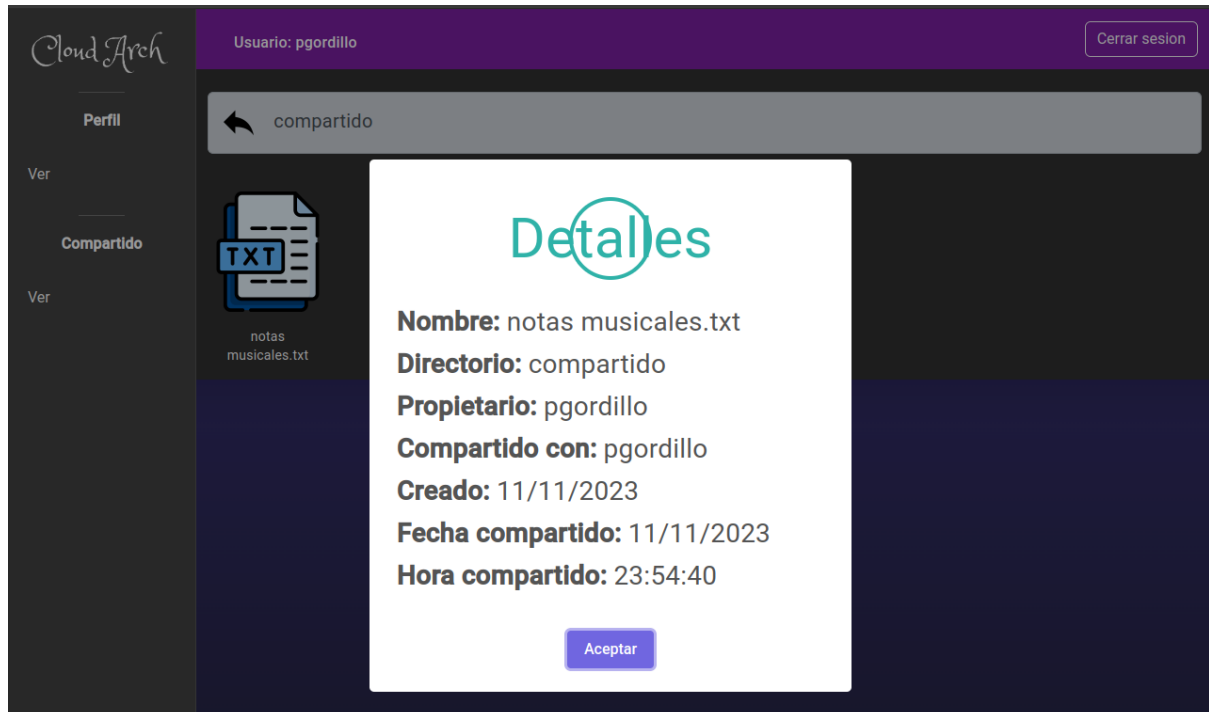 Cloud Arch
Usuario: pgordillo
Cerrar sesion
Perfil
Ver
Compartido
Ver
compartido
TXT
notas
musicales.txt
Detalles
Nombre: notas musicales.txt
Directorio: compartido
Propietario: pgordillo
Compartido con: pgordillo
Creado: 11/11/2023
Fecha compartido: 11/11/2023
Hora compartido: 23:54:40
Aceptar